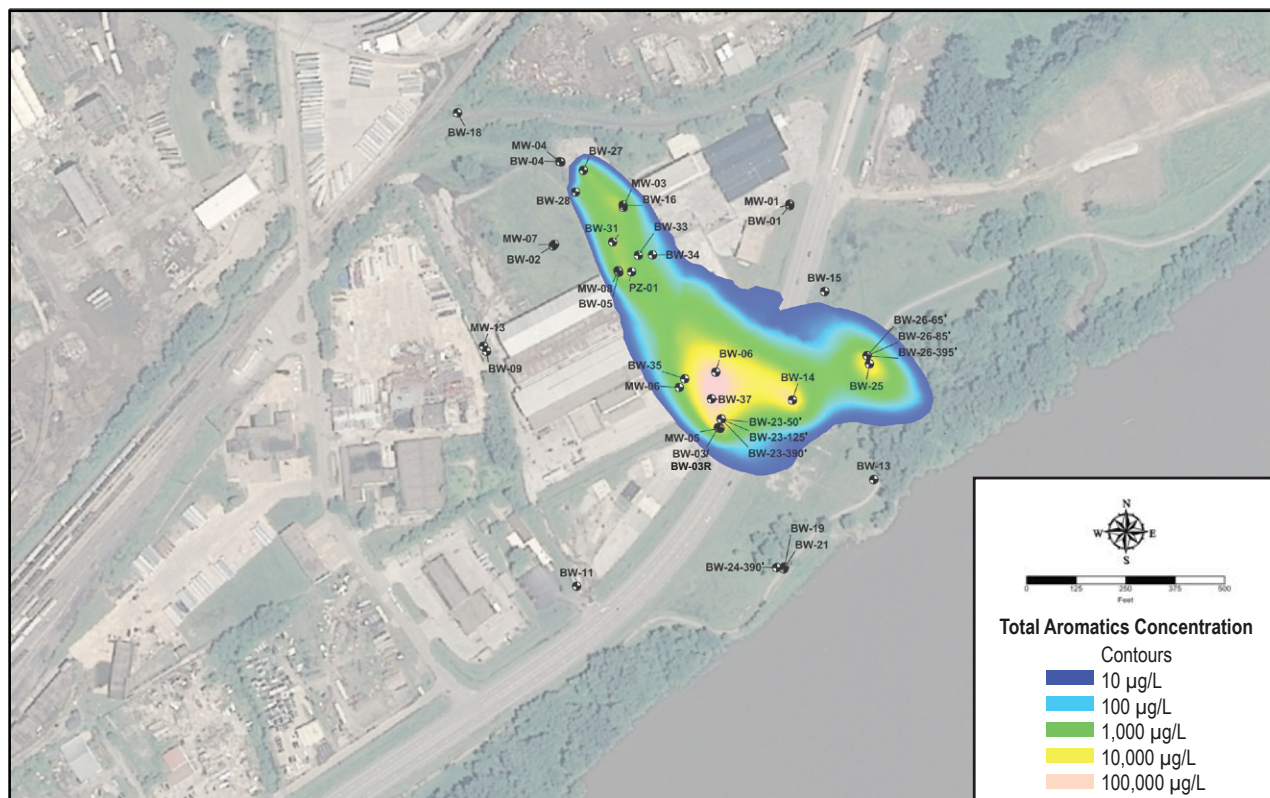 BW-18
MW-04
BW-04
BW-27
MW-03
BW-16
BW-28
MW-01
BW-01
BW-31
BW-33
BW-34
MW-07
BW-02
MW-08
BW-05
PZ-01
BW-15
MW-13
BW-09
BW-26-65'
BW-26-85'
BW-26-395'
BW-25
BW-06
BW-35
MW-06
BW-14
BW-37
BW-23-50'
BW-23-125'
BW-23-390'
MW-05
BW-03/
BW-03R
BW-13
BW-19
BW-21
BW-24-390'
BW-11
N
W E
S
0 125 250 375 500
Feet
Total Aromatics Concentration
Contours
10 µg/L
100 µg/L
1,000 µg/L
10,000 µg/L
100,000 µg/L